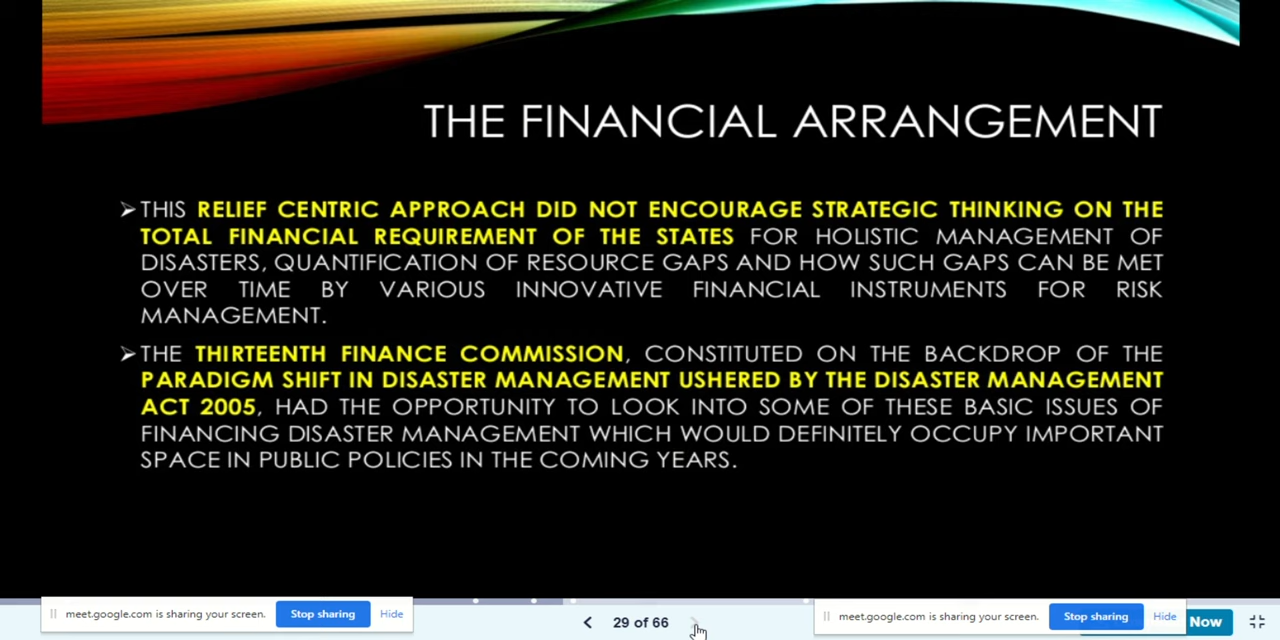 THE FINANCIAL ARRANGEMENT
➢THIS RELIEF CENTRIC APPROACH DID NOT ENCOURAGE STRATEGIC THINKING ON THE
TOTAL FINANCIAL REQUIREMENT OF THE STATES FOR HOLISTIC MANAGEMENT OF
DISASTERS, QUANTIFICATION OF RESOURCE GAPS AND HOW SUCH GAPS CAN BE MET
OVER TIME BY VARIOUS INNOVATIVE FINANCIAL INSTRUMENTS FOR RISK
MANAGEMENT.
➢THE THIRTEENTH FINANCE COMMISSION, CONSTITUTED ON THE BACKDROP OF THE
PARADIGM SHIFT IN DISASTER MANAGEMENT USHERED BY THE DISASTER MANAGEMENT
ACT 2005, HAD THE OPPORTUNITY TO LOOK INTO SOME OF THESE BASIC ISSUES OF
FINANCING DISASTER MANAGEMENT WHICH WOULD DEFINITELY OCCUPY IMPORTANT
SPACE IN PUBLIC POLICIES IN THE COMING YEARS.
meet.google.com is sharing your screen. Stop sharing Hide
29 of 66
meet.google.com is sharing your screen. Stop sharing Hide
Now